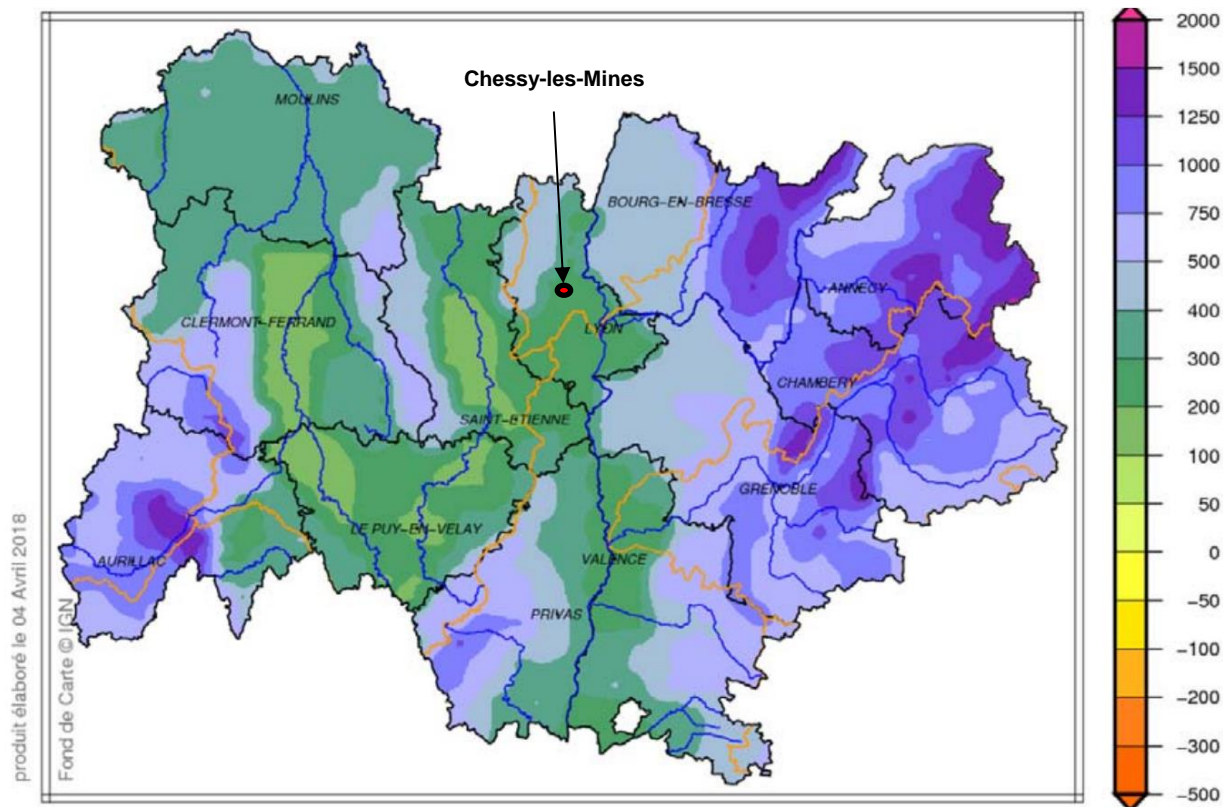 Chessy-les-Mines
MOULINS
BOURG-EN-BRESSE
ANNECY
CLERMONT-FERRAND
LYON
CHAMBERY
SAINT-ETIENNE
GRENOBLE
LE PUY-EN-VELAY
AURILLAC
VALENCE
PRIVAS
2000
1500
1250
1000
750
500
400
300
200
100
50
0
-50
-100
-200
-300
-500
produit élaboré le 04 Avril 2018
Fond de Carte © IGN